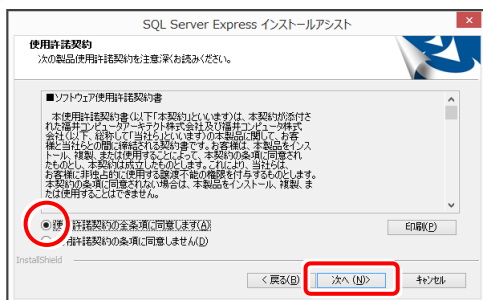 SQL Server Express インストールアシスト
使用許諾契約
次の製品使用許諾契約を注意深くお読みください。
■ソフトウェア使用許諾契約書
本使用許諾契約書(以下「本契約」といいます)は、本契約が添付さ
れた福井コンピュータアーキテクト株式会社及び福井コンピュータ株式
会社(以下、総称して「当社ら」といいます)の本製品に関して、お客
様と当社らとの間に締結される契約書です。お客様は、本製品をインス
トール、複製、または使用することによって、本契約の条項に同意され
たものとし、本契約は成立したものとします。これにより、当社らは、
お客様に非独占的に使用する譲渡不能の権限を付与するものとします。
本契約の条項に同意されない場合は、本製品をインストール、複製、ま
たは使用することはできません。
使用許諾契約の全条項に同意します(A)
用許諾契約の条項に同意しません(D)
印刷(P)
InstallShield
< 戻る(B)
次へ (N)>
キャンセル